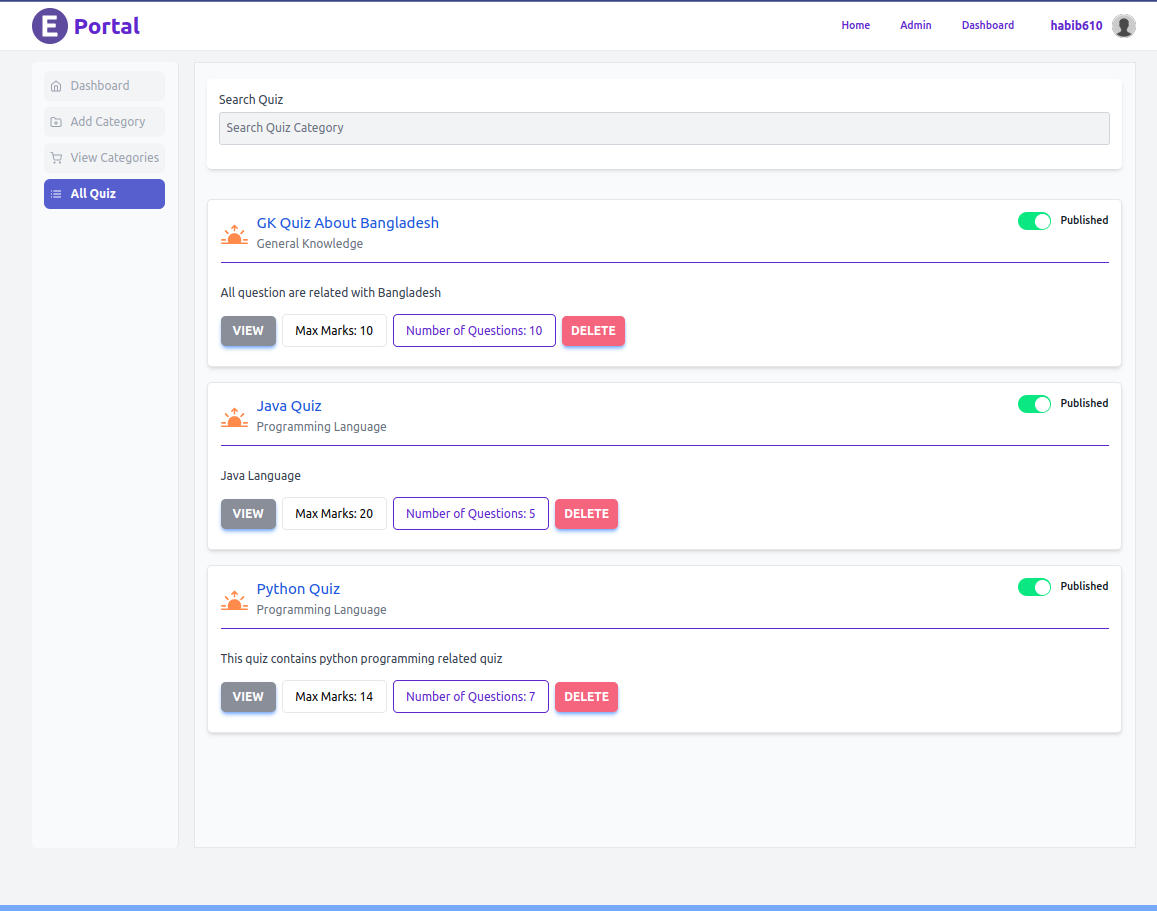 E Portal
Home Admin Dashboard habib610
Dashboard
Add Category
View Categories
All Quiz
Search Quiz
Search Quiz Category
GK Quiz About Bangladesh
Published
General Knowledge
All question are related with Bangladesh
VIEW Max Marks: 10 Number of Questions: 10 DELETE
Java Quiz
Published
Programming Language
Java Language
VIEW Max Marks: 20 Number of Questions: 5 DELETE
Python Quiz
Published
Programming Language
This quiz contains python programming related quiz
VIEW Max Marks: 14 Number of Questions: 7 DELETE